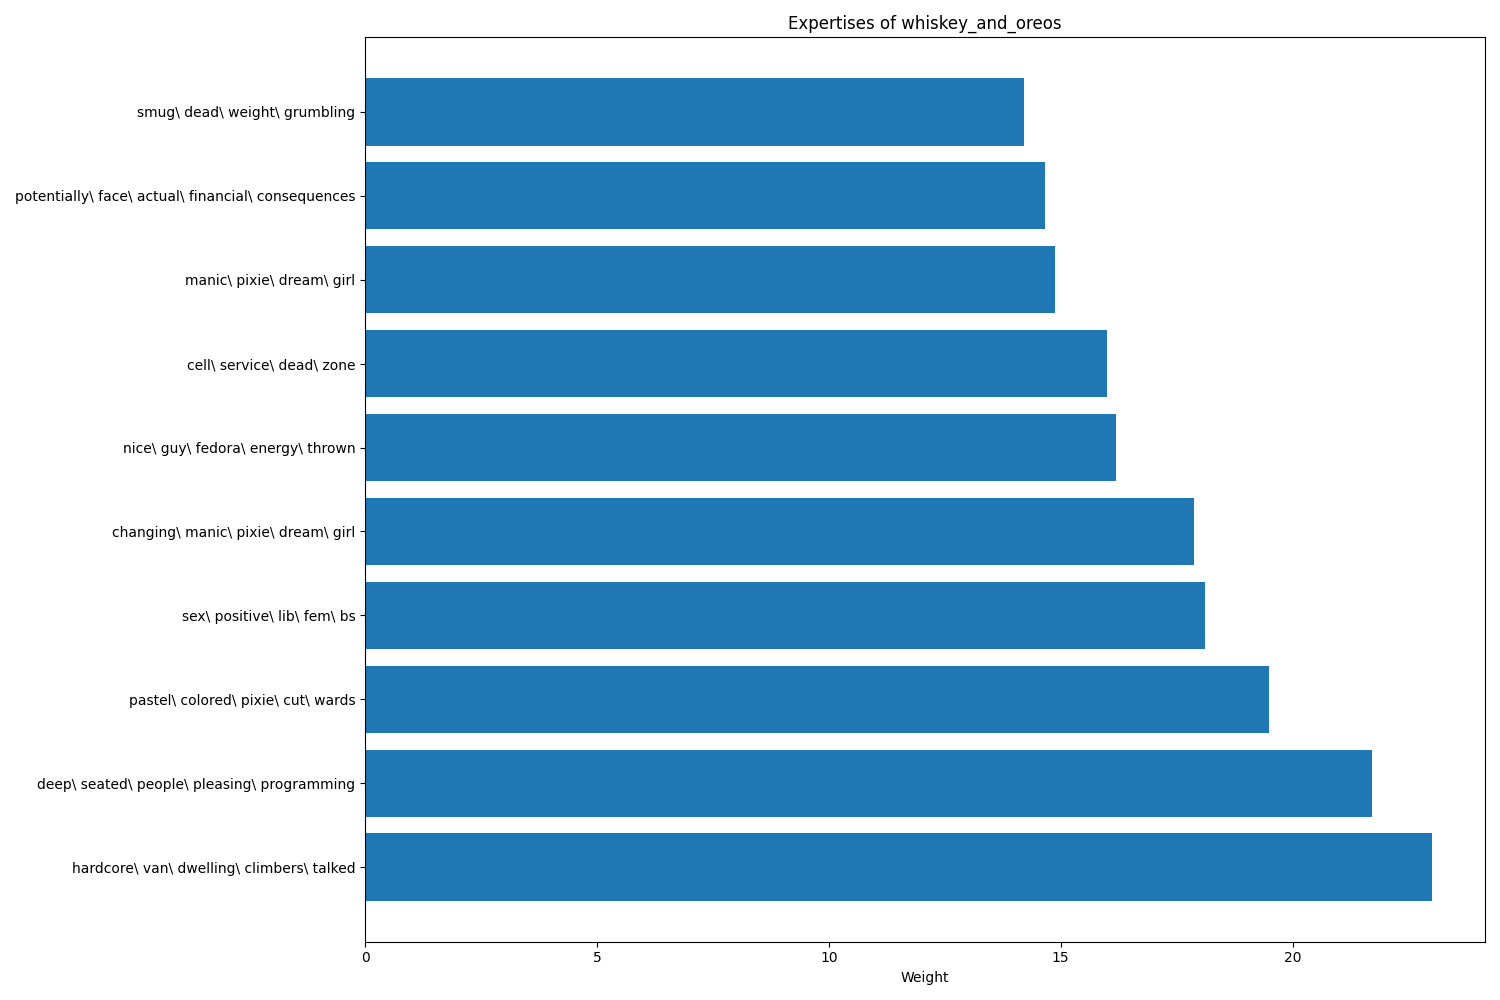 Expertises of whiskey_and_oreos
smug\ dead\ weight\ grumbling
potentially\ face\ actual\ financial\ consequences
manic\ pixie\ dream\ girl
cell\ service\ dead\ zone
nice\ guy\ fedora\ energy\ thrown
changing\ manic\ pixie\ dream\ girl
sex\ positive\ lib\ fem\ bs
pastel\ colored\ pixie\ cut\ wards
deep\ seated\ people\ pleasing\ programming
hardcore\ van\ dwelling\ climbers\ talked
0 5 10 15 20
Weight